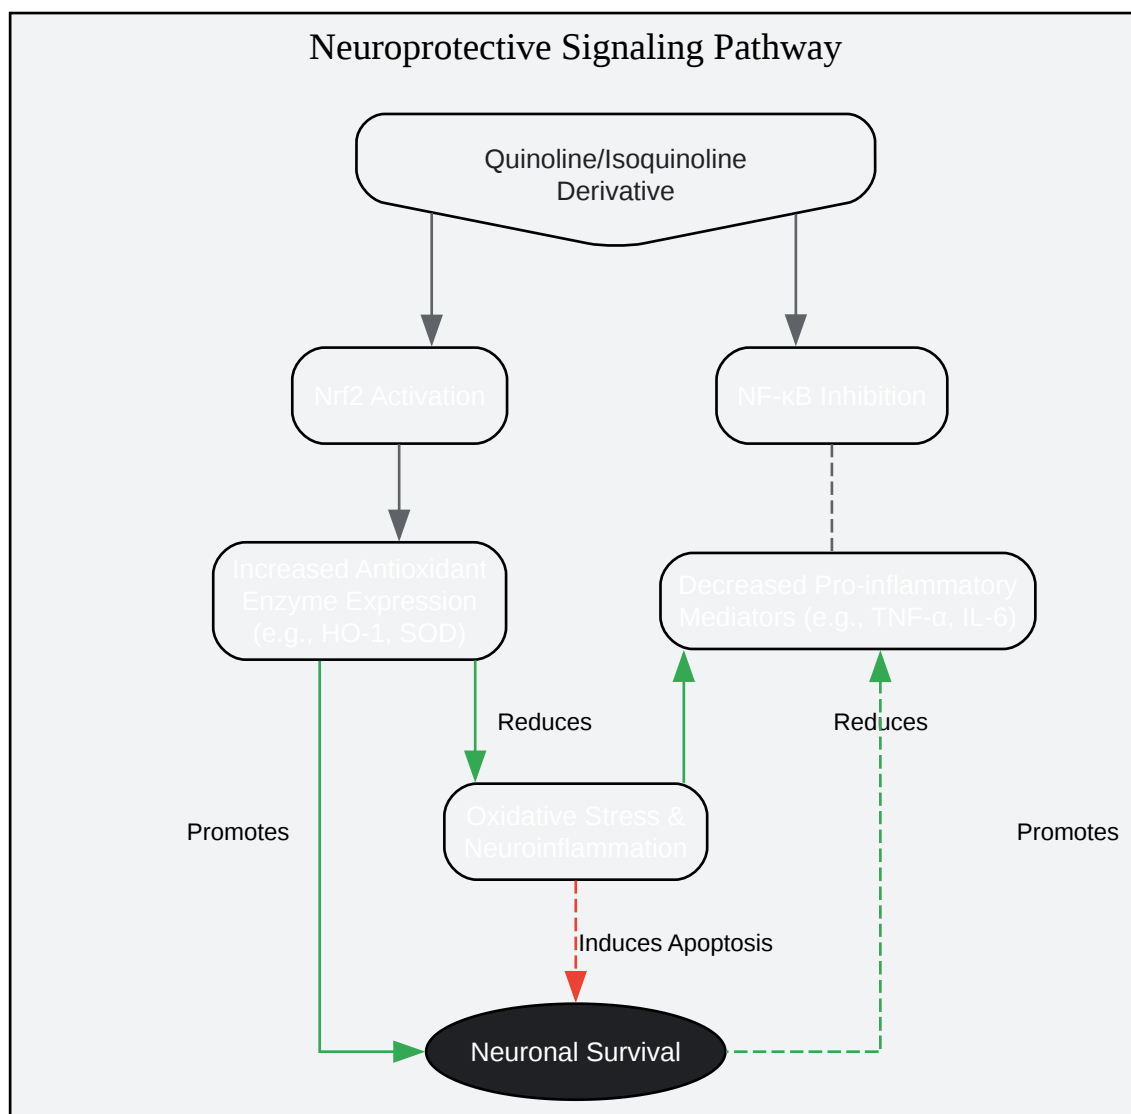 Neuroprotective Signaling Pathway
Quinoline/Isoquinoline
Derivative
Nrf2 Activation
NF-κB Inhibition
Increased Antioxidant
Enzyme Expression
(e.g., HO-1, SOD)
Decreased Pro-inflammatory
Mediators (e.g., TNF-α, IL-6)
Reduces
Reduces
Oxidative Stress &
Neuroinflammation
Promotes
Promotes
Induces Apoptosis
Neuronal Survival